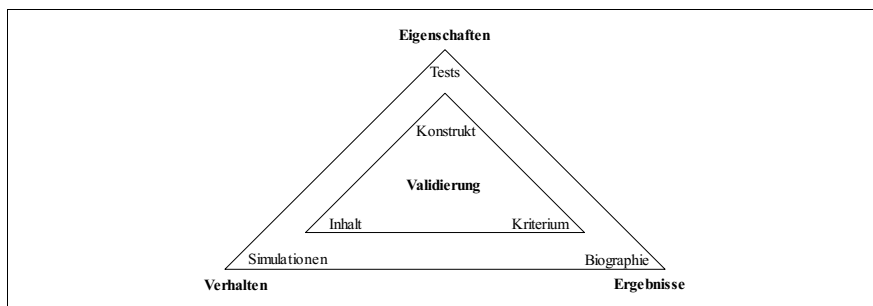 Eigenschaften
Tests
Konstrukt
Validierung
Inhalt Kriterium
Simulationen Biographie
Verhalten Ergebnisse